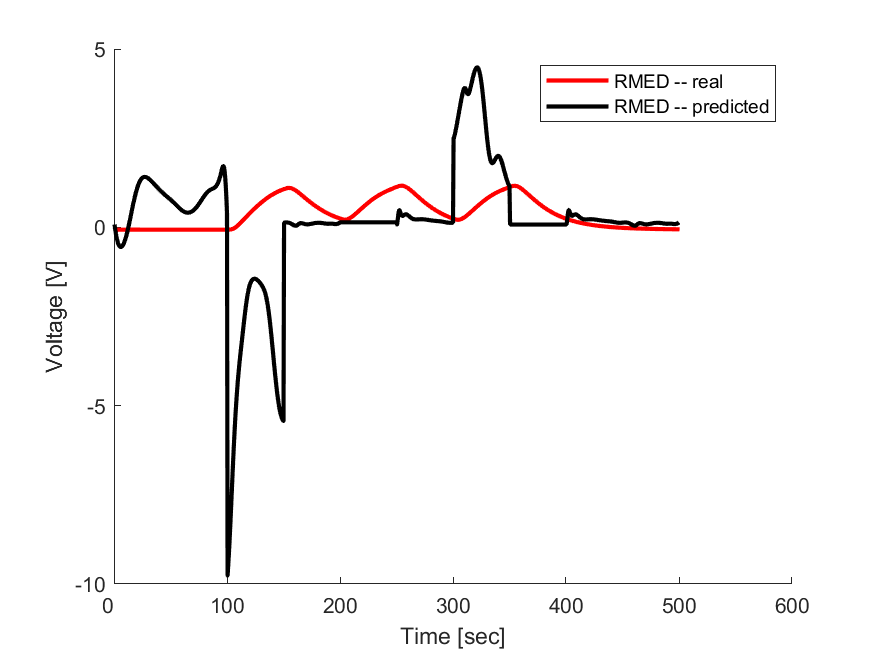 5
0
-5
-10
Voltage [V]
RMED -- real
RMED -- predicted
0 100 200 300 400 500 600
Time [sec]